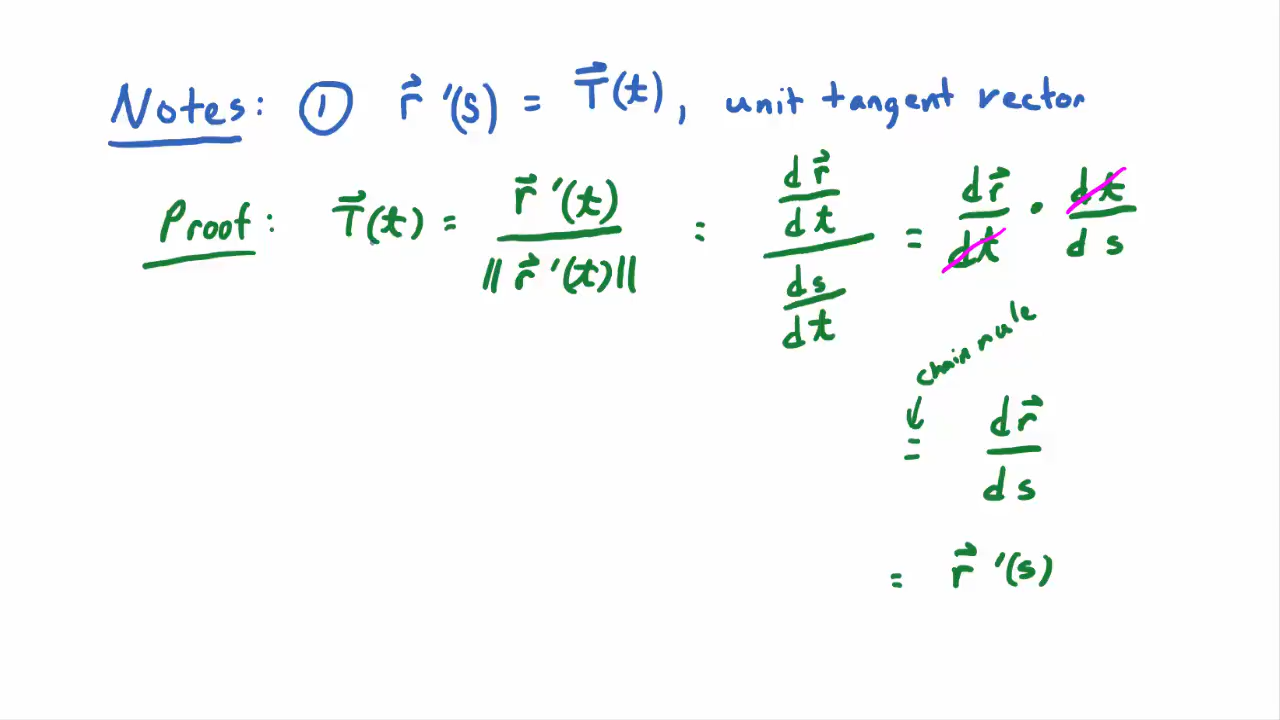 Notes: ① r⃗ '(s) = T⃗(t), unit tangent vector
Proof: T⃗(t) = r⃗ '(t) / ‖ r⃗ '(t)‖ = (dr⃗/dt) / (ds/dt) = dr⃗/dt · dt/ds
chain rule
↓
= dr⃗/ds
= r⃗ '(s)